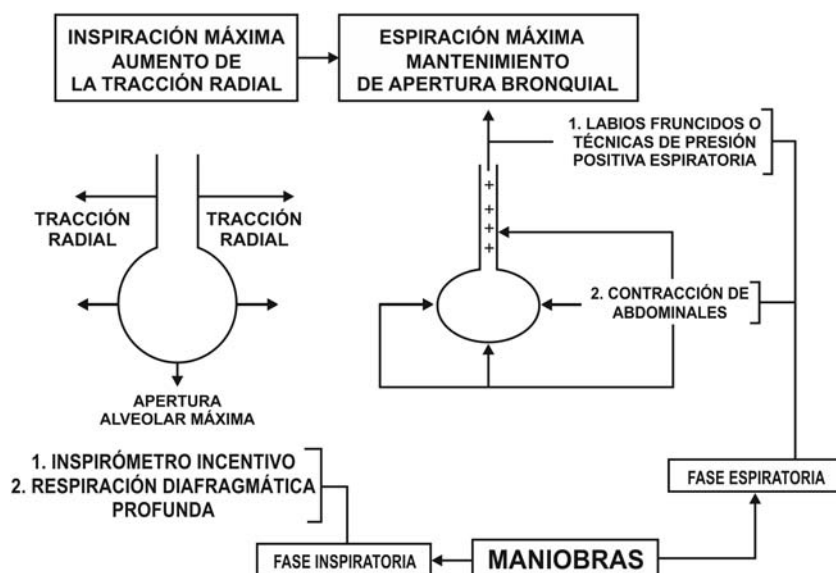 INSPIRACIÓN MÁXIMA
AUMENTO DE
LA TRACCIÓN RADIAL
ESPIRACIÓN MÁXIMA
MANTENIMIENTO
DE APERTURA BRONQUIAL
1. LABIOS FRUNCIDOS O
TÉCNICAS DE PRESIÓN
POSITIVA ESPIRATORIA
TRACCIÓN
RADIAL
TRACCIÓN
RADIAL
+
+
+
+
2. CONTRACCIÓN DE
ABDOMINALES
APERTURA
ALVEOLAR MÁXIMA
1. INSPIRÓMETRO INCENTIVO
2. RESPIRACIÓN DIAFRAGMÁTICA
PROFUNDA
FASE ESPIRATORIA
FASE INSPIRATORIA
MANIOBRAS